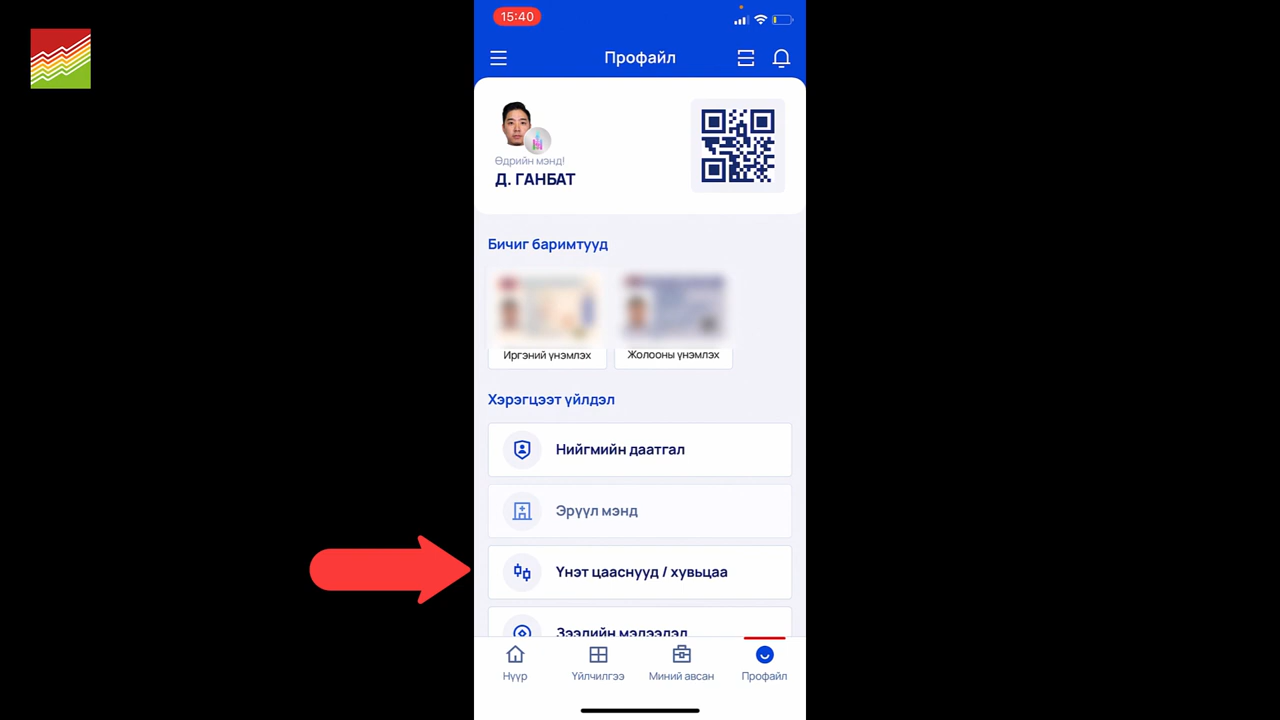 15:40
Профайл
Өдрийн мэнд!
Д. ГАНБАТ
Бичиг баримтууд
Иргэний үнэмлэх
Жолооны үнэмлэх
Хэрэгцээт үйлдэл
Нийгмийн даатгал
Эрүүл мэнд
Үнэт цааснууд / хувьцаа
Зээлийн мэдээлэл
Нүүр
Үйлчилгээ
Миний авсан
Профайл